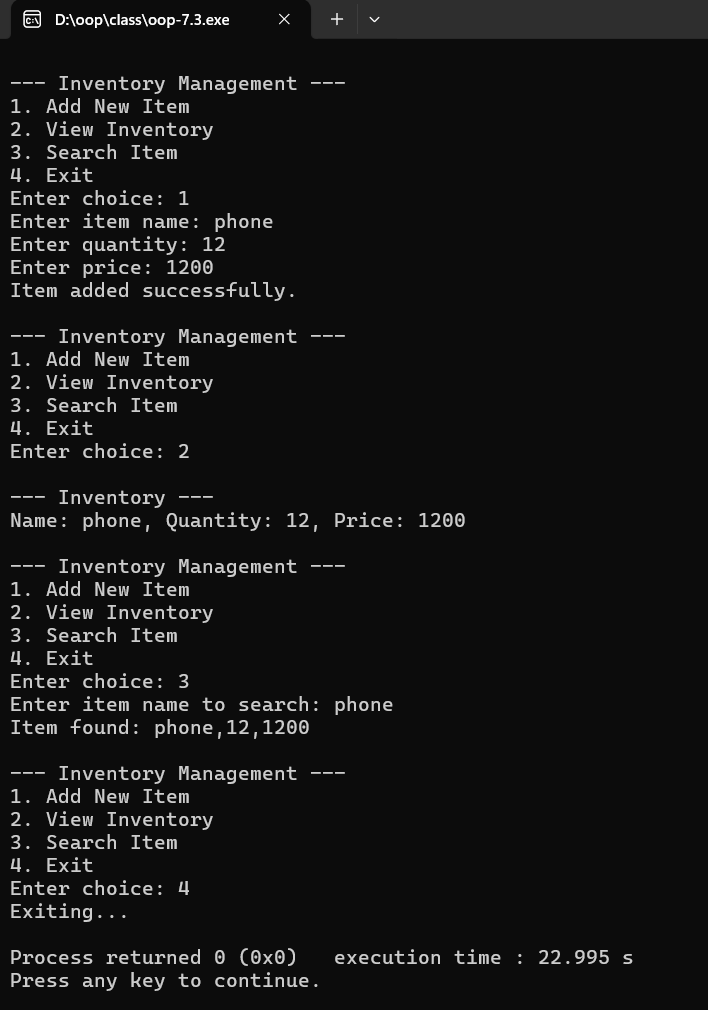 D:\oop\class\oop-7.3.exe
--- Inventory Management ---
1. Add New Item
2. View Inventory
3. Search Item
4. Exit
Enter choice: 1
Enter item name: phone
Enter quantity: 12
Enter price: 1200
Item added successfully.
--- Inventory Management ---
1. Add New Item
2. View Inventory
3. Search Item
4. Exit
Enter choice: 2
--- Inventory ---
Name: phone, Quantity: 12, Price: 1200
--- Inventory Management ---
1. Add New Item
2. View Inventory
3. Search Item
4. Exit
Enter choice: 3
Enter item name to search: phone
Item found: phone,12,1200
--- Inventory Management ---
1. Add New Item
2. View Inventory
3. Search Item
4. Exit
Enter choice: 4
Exiting...
Process returned 0 (0x0)   execution time : 22.995 s
Press any key to continue.